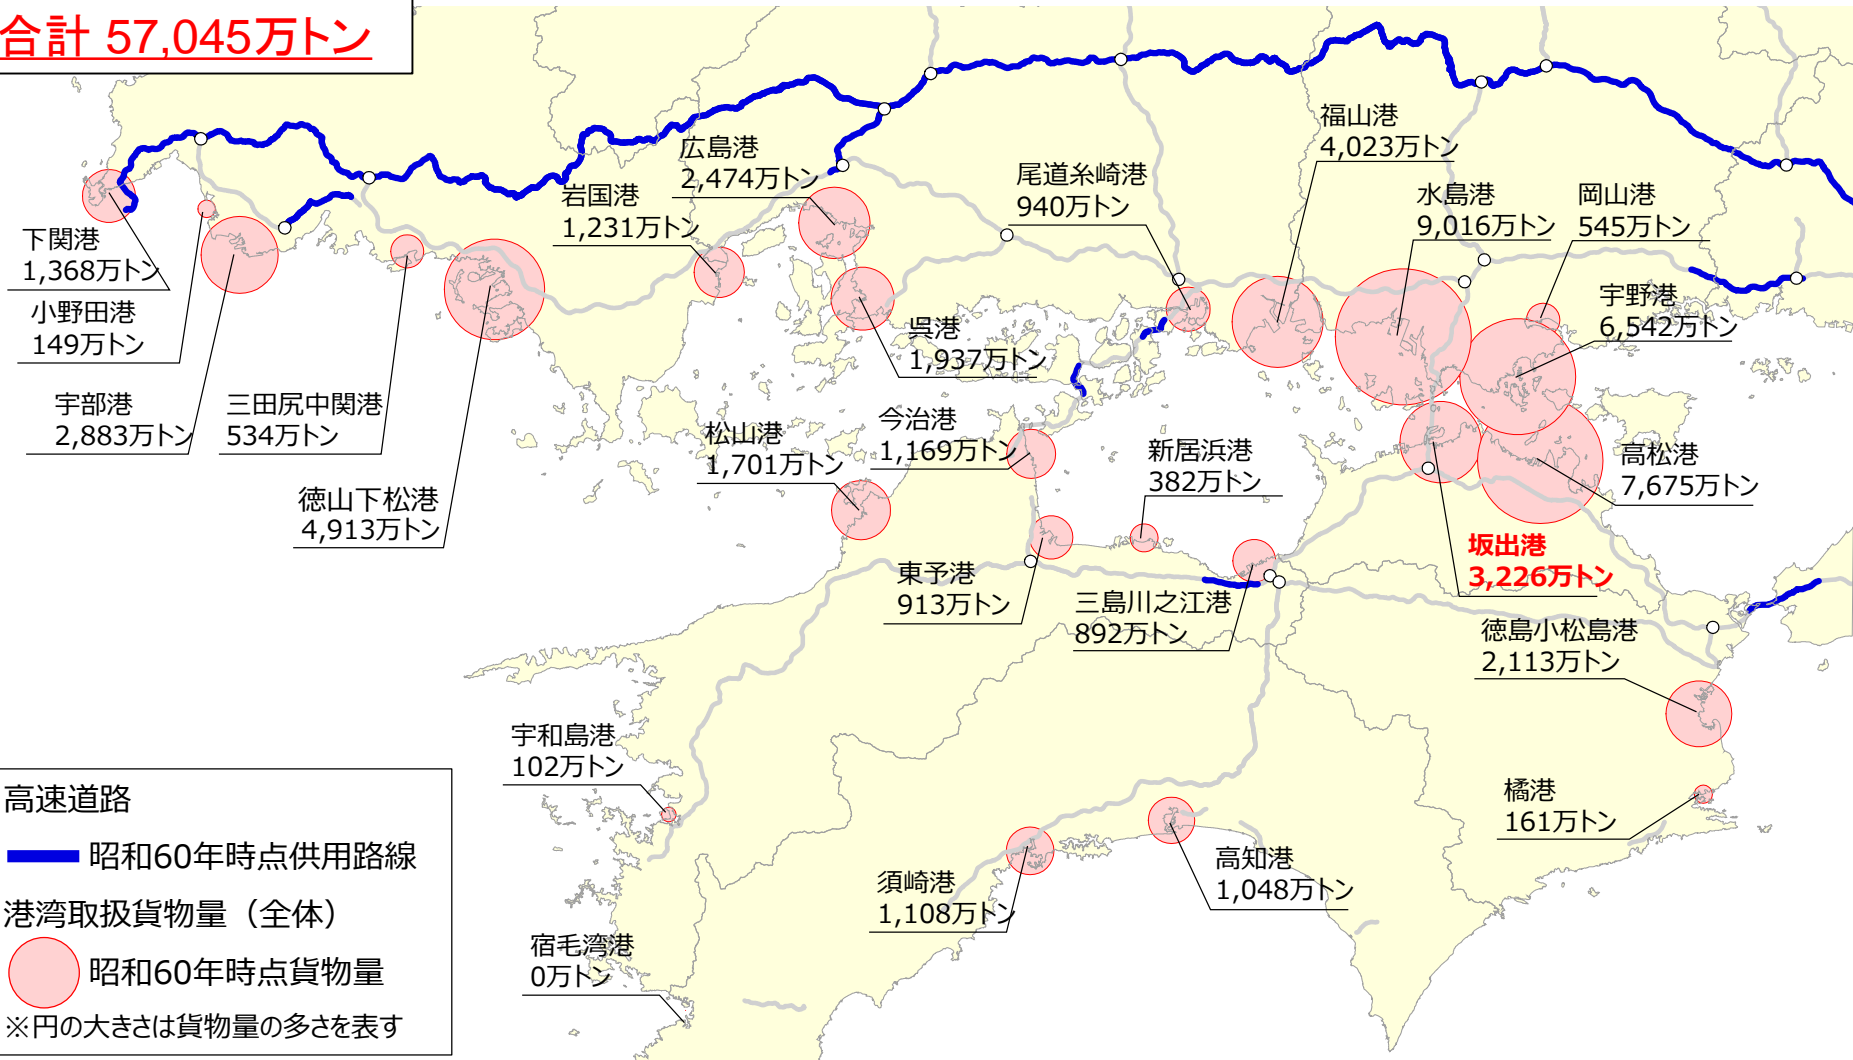 合計 57,045万トン
福山港
4,023万トン
広島港
2,474万トン
尾道糸崎港
940万トン
水島港
9,016万トン
岡山港
545万トン
岩国港
1,231万トン
下関港
1,368万トン
小野田港
149万トン
宇野港
6,542万トン
呉港
1,937万トン
宇部港
2,883万トン
三田尻中関港
534万トン
松山港
1,701万トン
今治港
1,169万トン
新居浜港
382万トン
高松港
7,675万トン
徳山下松港
4,913万トン
坂出港
3,226万トン
東予港
913万トン
三島川之江港
892万トン
徳島小松島港
2,113万トン
宇和島港
102万トン
橘港
161万トン
高知港
1,048万トン
須崎港
1,108万トン
宿毛湾港
0万トン
高速道路
昭和60年時点供用路線
港湾取扱貨物量（全体）
昭和60年時点貨物量
※円の大きさは貨物量の多さを表す